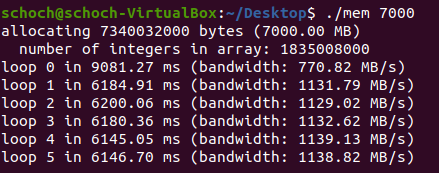 schoch@schoch-VirtualBox:~/Desktop$ ./mem 7000
allocating 7340032000 bytes (7000.00 MB)
  number of integers in array: 1835008000
loop 0 in 9081.27 ms (bandwidth: 770.82 MB/s)
loop 1 in 6184.91 ms (bandwidth: 1131.79 MB/s)
loop 2 in 6200.06 ms (bandwidth: 1129.02 MB/s)
loop 3 in 6180.36 ms (bandwidth: 1132.62 MB/s)
loop 4 in 6145.05 ms (bandwidth: 1139.13 MB/s)
loop 5 in 6146.70 ms (bandwidth: 1138.82 MB/s)